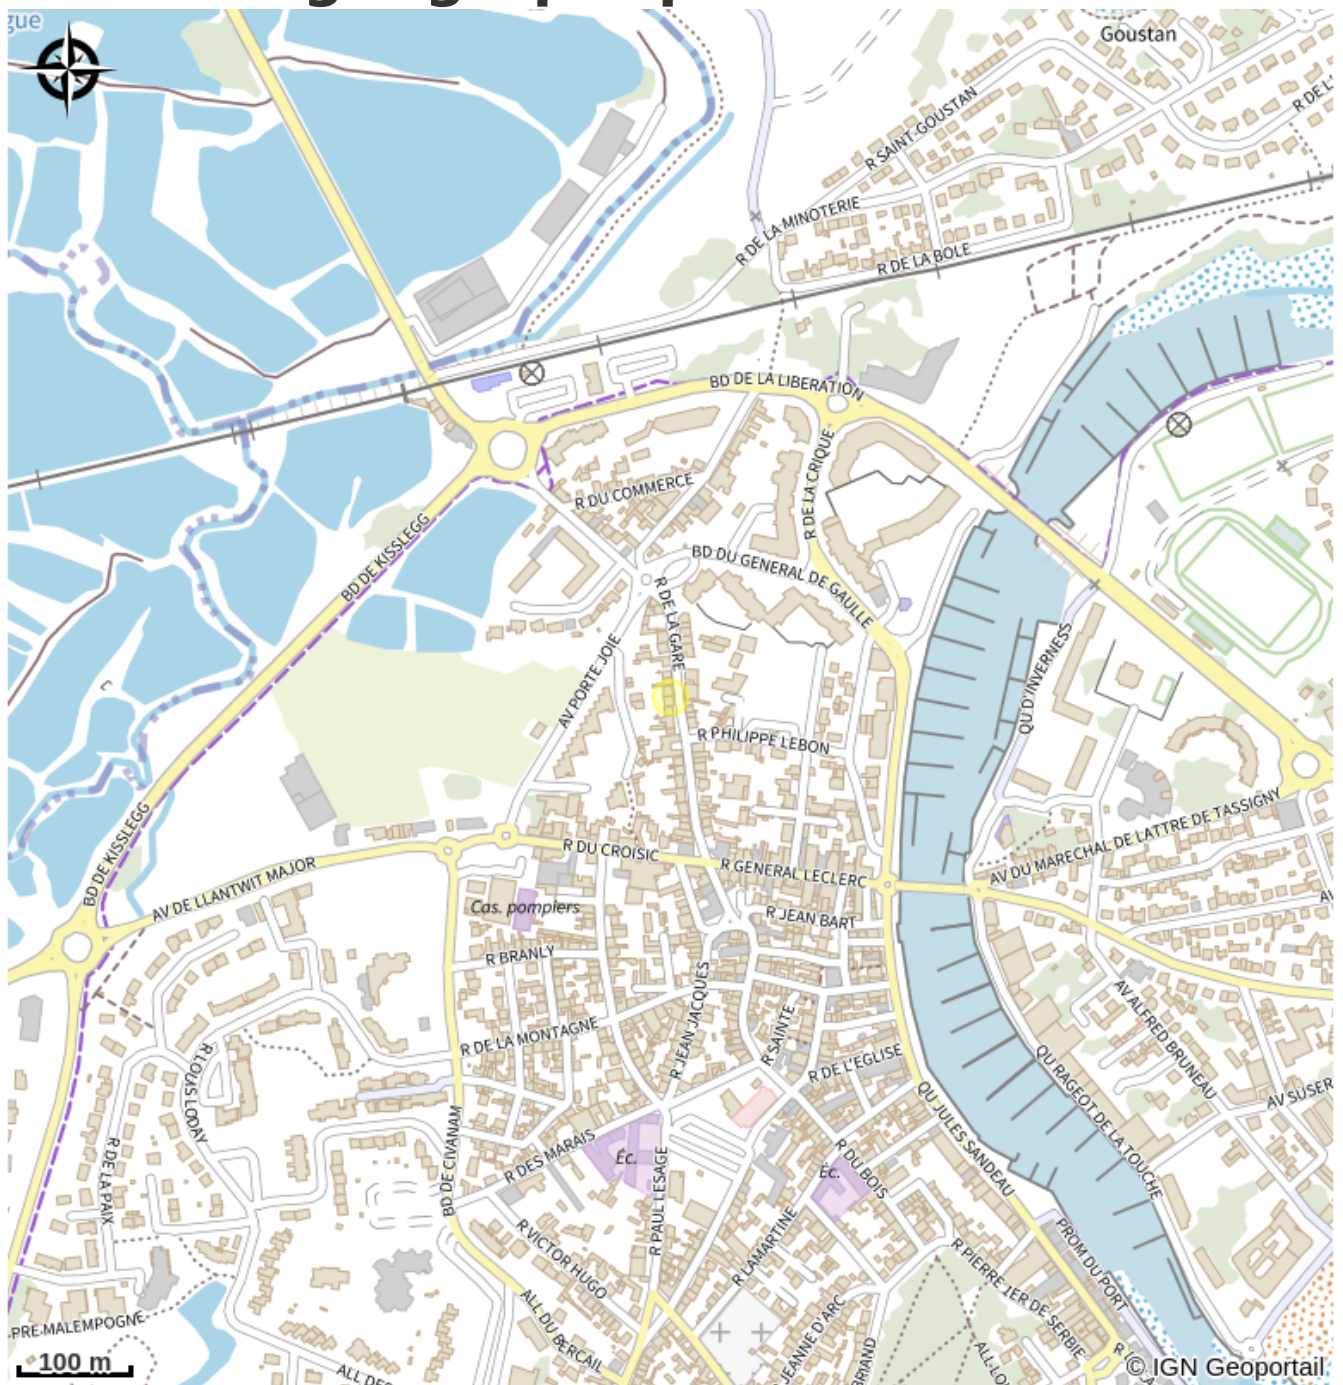 gue
Goustan
R DE L'
R SAINT-GOUSTAN
R DE LA MINOTERIE
R DE LA BOLE
BD DE LA LIBERATION
R DU COMMERCE
R DE LA CRIQUE
BD DE KISSLEGG
BD DU GENERAL DE GAULLE
R DE LA GARE
AV PORTE JOIE
QU D'INVERNESS
R PHILIPPE LEBON
BD DE KISSLEGG
AV DU MARECHAL DE LATTRE DE TASSIGNY
R DU CROISIC
R GENERAL LECLERC
AV DE LLANTWIT MAJOR
AV
Cas. pompiers
R JEAN BART
R BRANLY
R JEAN JACQUES
AV ALFRED BRUNEAU
R DE LA MONTAGNE
R SAINTE
R DE L'EGLISE
R LOUIS LODAY
QU RAGEOT DE LA TOUCHE
AV SUSER
QU JULES SANDEAU
BD DE CIVANAM
R DES MARAIS
Éc.
R DU BOIS
Éc.
R DE LA PAIX
R PAUL LESAGE
R VICTOR HUGO
R LAMARTINE
PROM DU PORT
R PIERRE 1ER DE SERBIE
ALL DU BERCAIL
JEANNE D'ARC
PRE MALEMPOGNE
BRIAND
ALL DES
100 m
© IGN Geoportail